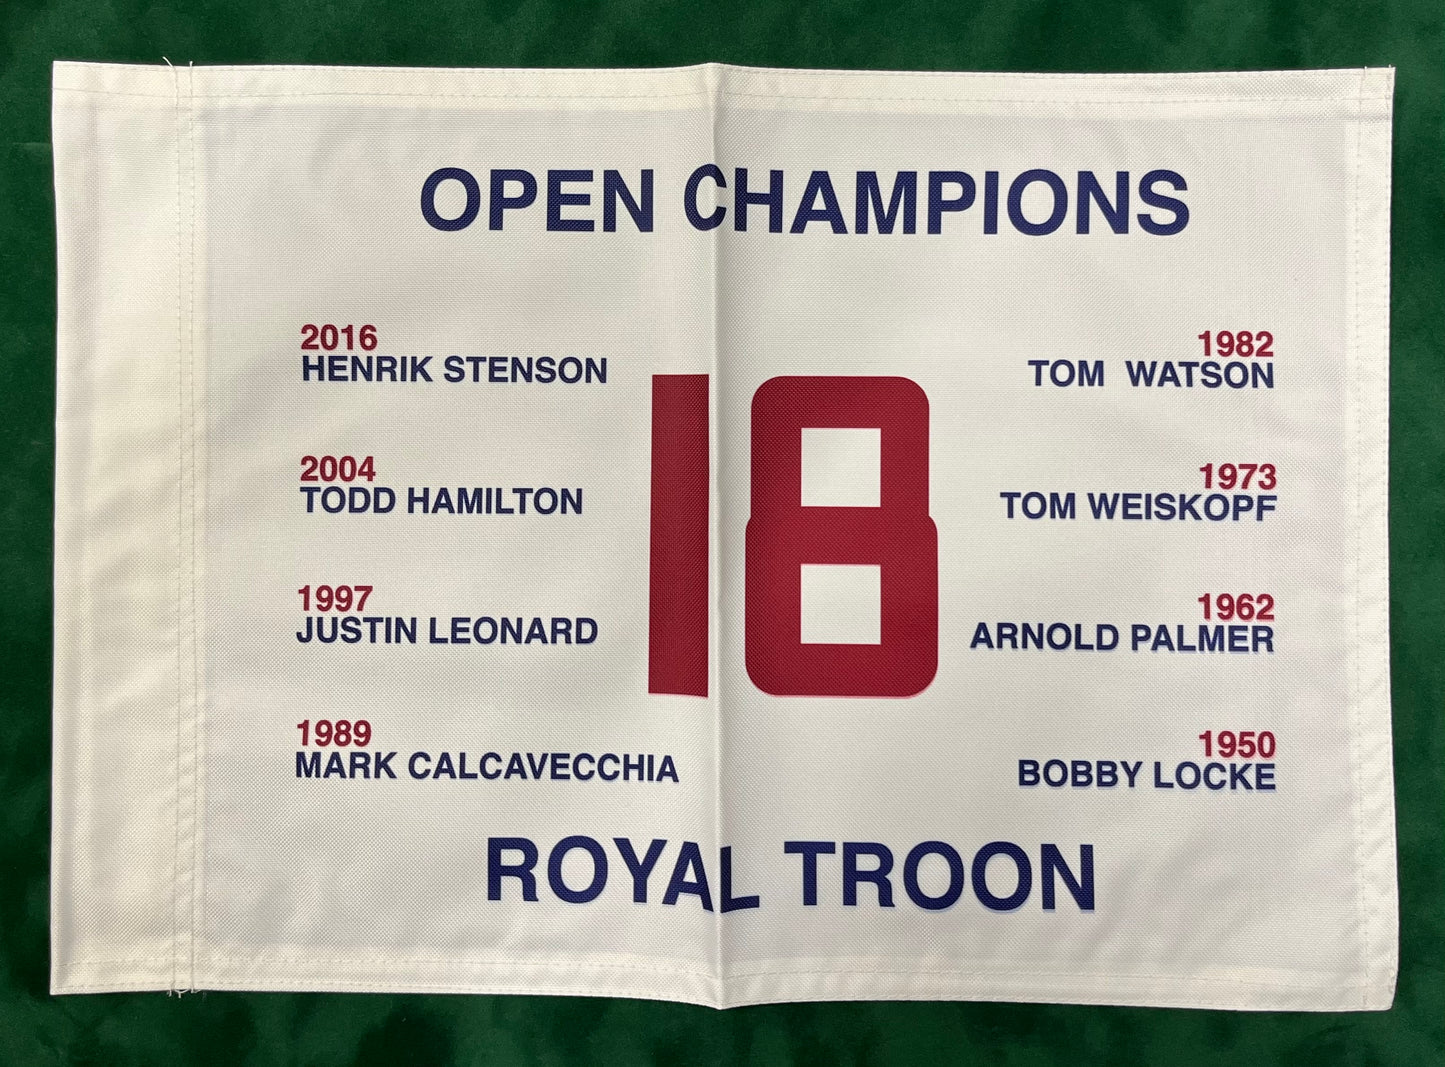 OPEN CHAMPIONS
2016
HENRIK STENSON
2004
TODD HAMILTON
1997
JUSTIN LEONARD
1989
MARK CALCAVECCHIA
18
1982
TOM WATSON
1973
TOM WEISKOPF
1962
ARNOLD PALMER
1950
BOBBY LOCKE
ROYAL TROON